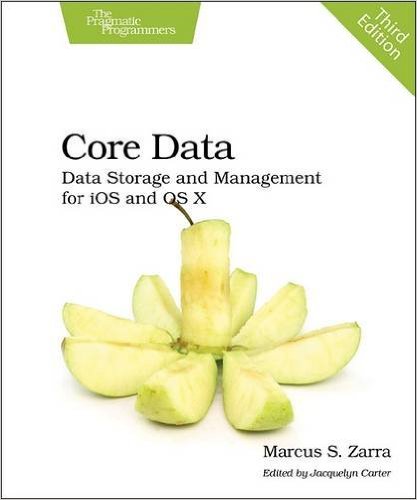 The
Pragmatic
Programmers
Third
Edition
Core Data
Data Storage and Management
for iOS and OS X
Marcus S. Zarra
Edited by Jacquelyn Carter